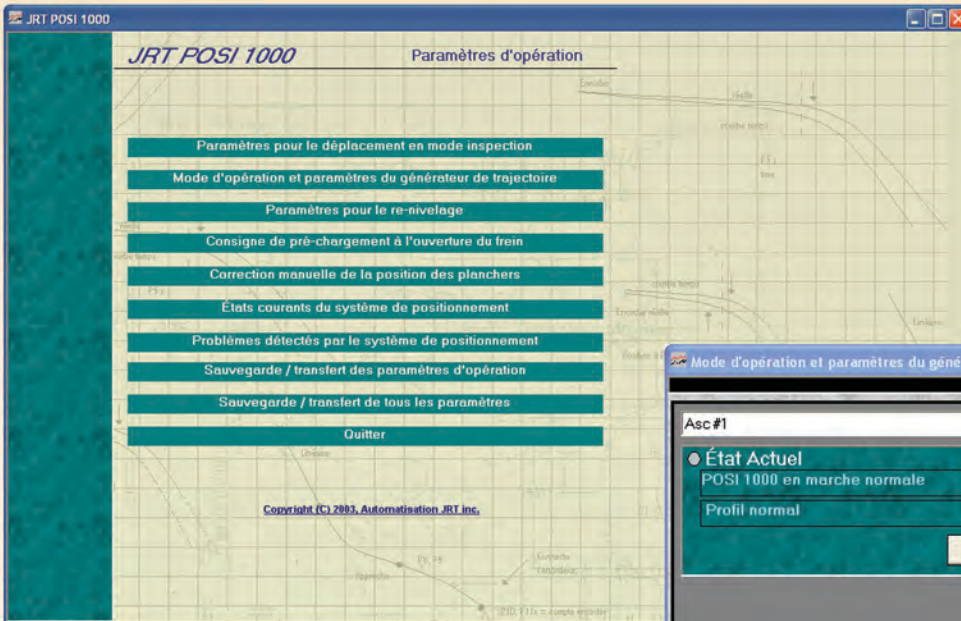 JRT POSI 1000
JRT POSI 1000
Paramètres d'opération
Encoder
réelle
Paramètres pour le déplacement en mode inspection
Mode d'opération et paramètres du générateur de trajectoire
Paramètres pour le re-nivelage
Consigne de pré-chargement à l'ouverture du frein
Correction manuelle de la position des planchers
États courants du système de positionnement
Problèmes détectés par le système de positionnement
Sauvegarde / transfert des paramètres d'opération
Sauvegarde / transfert de tous les paramètres
Quitter
Copyright (C) 2003, Automatisation JRT inc.
Approche
Mode d'opération et paramètres du géné
Asc #1
État Actuel
POSI 1000 en marche normale
Profil normal